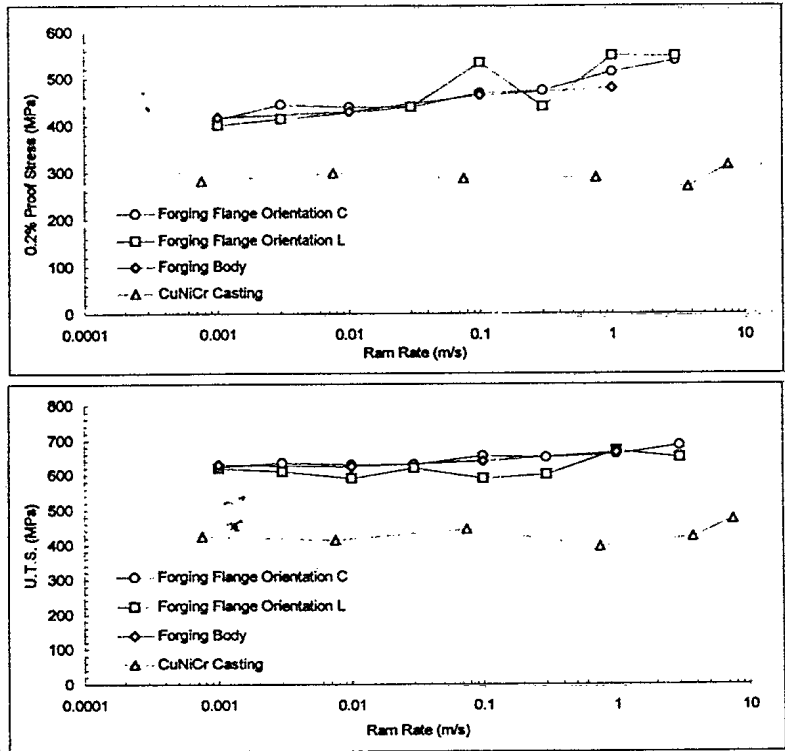 600
500
400
300
200
100
0
0.2% Proof Stress (MPa)
Forging Flange Orientation C
Forging Flange Orientation L
Forging Body
CuNiCr Casting
0.0001 0.001 0.01 0.1 1 10
Ram Rate (m/s)
800
700
600
500
400
300
200
100
0
U.T.S. (MPa)
Forging Flange Orientation C
Forging Flange Orientation L
Forging Body
CuNiCr Casting
0.0001 0.001 0.01 0.1 1 10
Ram Rate (m/s)